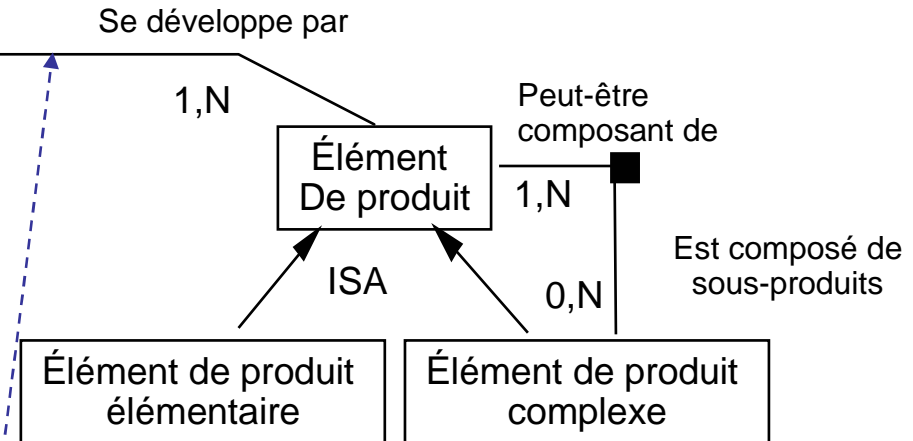 Se développe par
1,N
Peut-être
composant de
Élément
De produit
1,N
Est composé de
sous-produits
ISA
0,N
Élément de produit
élémentaire
Élément de produit
complexe